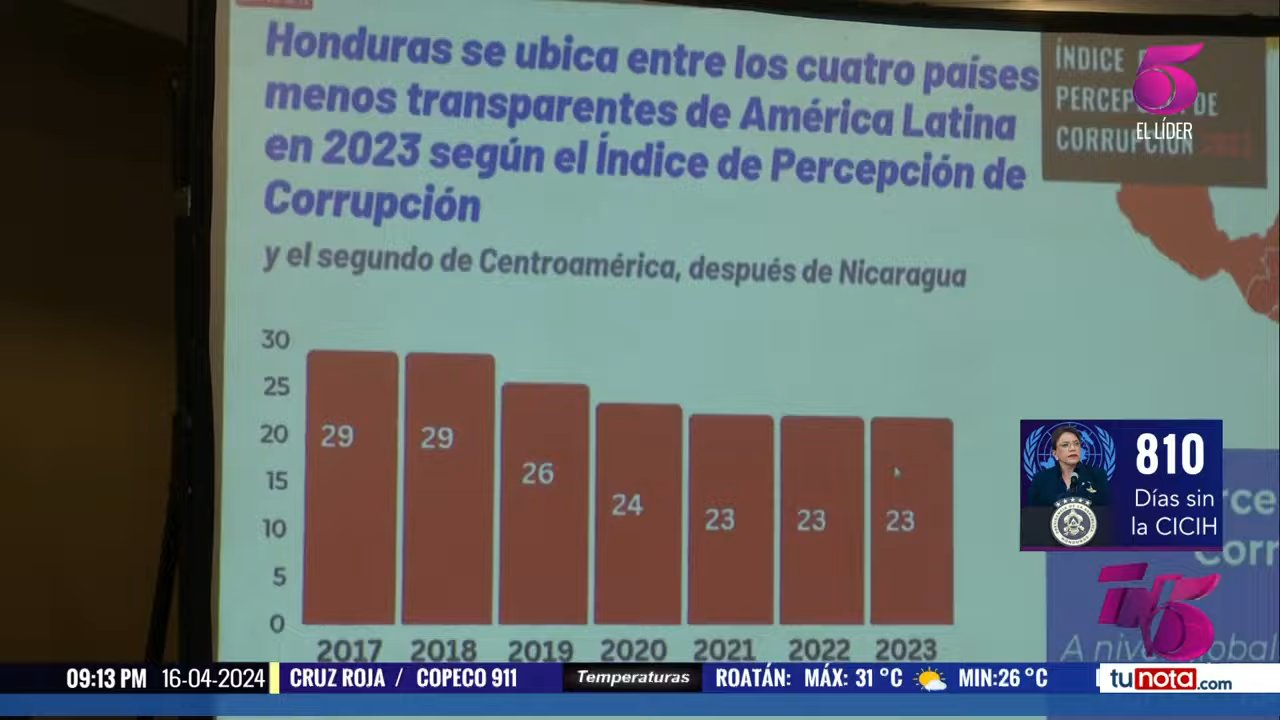 Honduras se ubica entre los cuatro países
menos transparentes de América Latina
en 2023 según el Índice de Percepción de
Corrupción
y el segundo de Centroamérica, después de Nicaragua
ÍNDICE
DE
CORRUPCIÓN
5
EL LÍDER
30
25
20
15
10
5
0
29
29
26
24
23
23
23
2017
2018
2019
2020
2021
2022
2023
810
Días sin
la CICIH
A nivel global
09:13 PM 16-04-2024 CRUZ ROJA / COPECO 911 Temperaturas ROATÁN: MÁX: 31 °C MIN:26 °C tunota.com